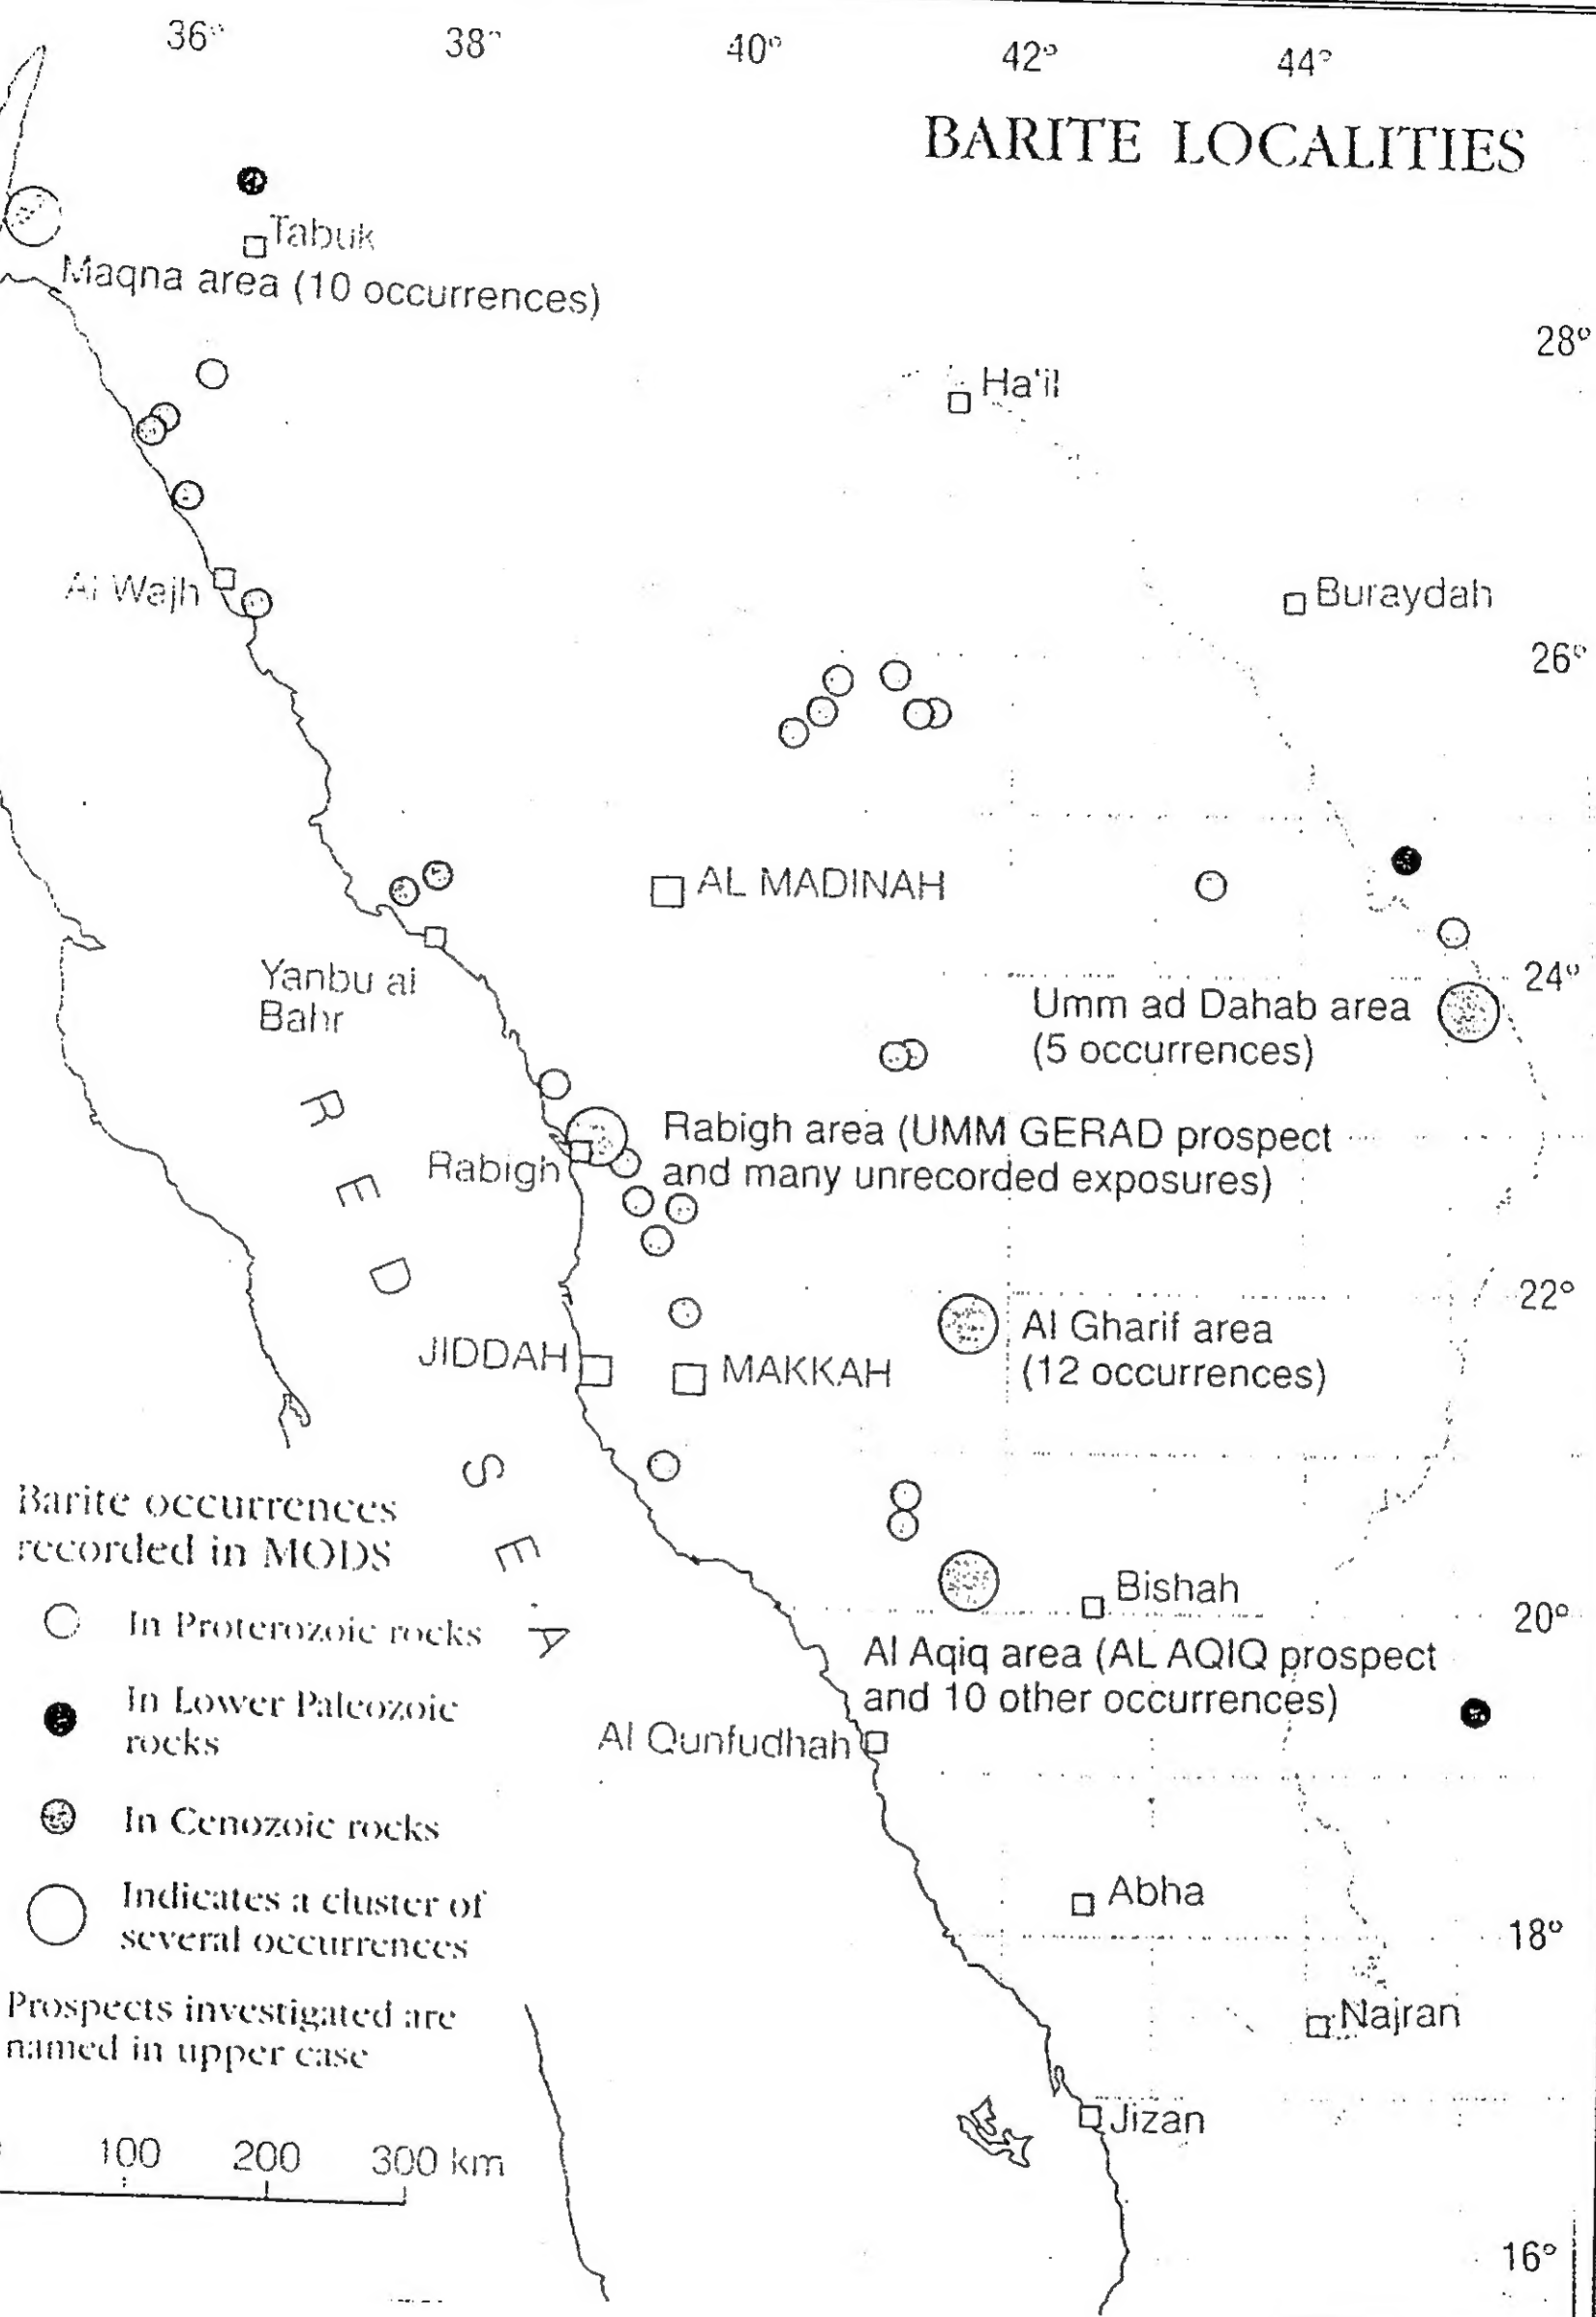 36°
38°
40°
42°
44°
BARITE LOCALITIES
Tabuk
Maqna area (10 occurrences)
28°
Ha'il
Al Wajh
Buraydah
26°
AL MADINAH
Yanbu al
Bahr
24°
Umm ad Dahab area
(5 occurrences)
RED SEA
Rabigh
Rabigh area (UMM GERAD prospect
and many unrecorded exposures)
22°
Al Gharif area
(12 occurrences)
JIDDAH
MAKKAH
Barite occurrences
recorded in MODS
In Proterozoic rocks
In Lower Paleozoic
rocks
In Cenozoic rocks
Indicates a cluster of
several occurrences
Prospects investigated are
named in upper case
Bishah
20°
Al Aqiq area (AL AQIQ prospect
and 10 other occurrences)
Al Qunfudhah
Abha
18°
Najran
Jizan
100
200
300 km
16°